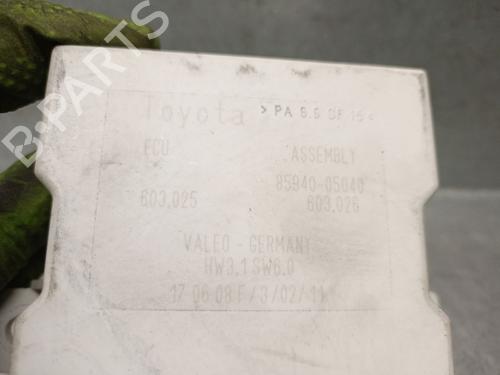 Toyota >PA 6.6 GF 15<
ECU ASSEMBLY
85940-05040
603.025 603.026
VALEO - GERMANY
HW3.1 SW6.0
17 06 08 F / 3 / 02 / 11
B-PARTS